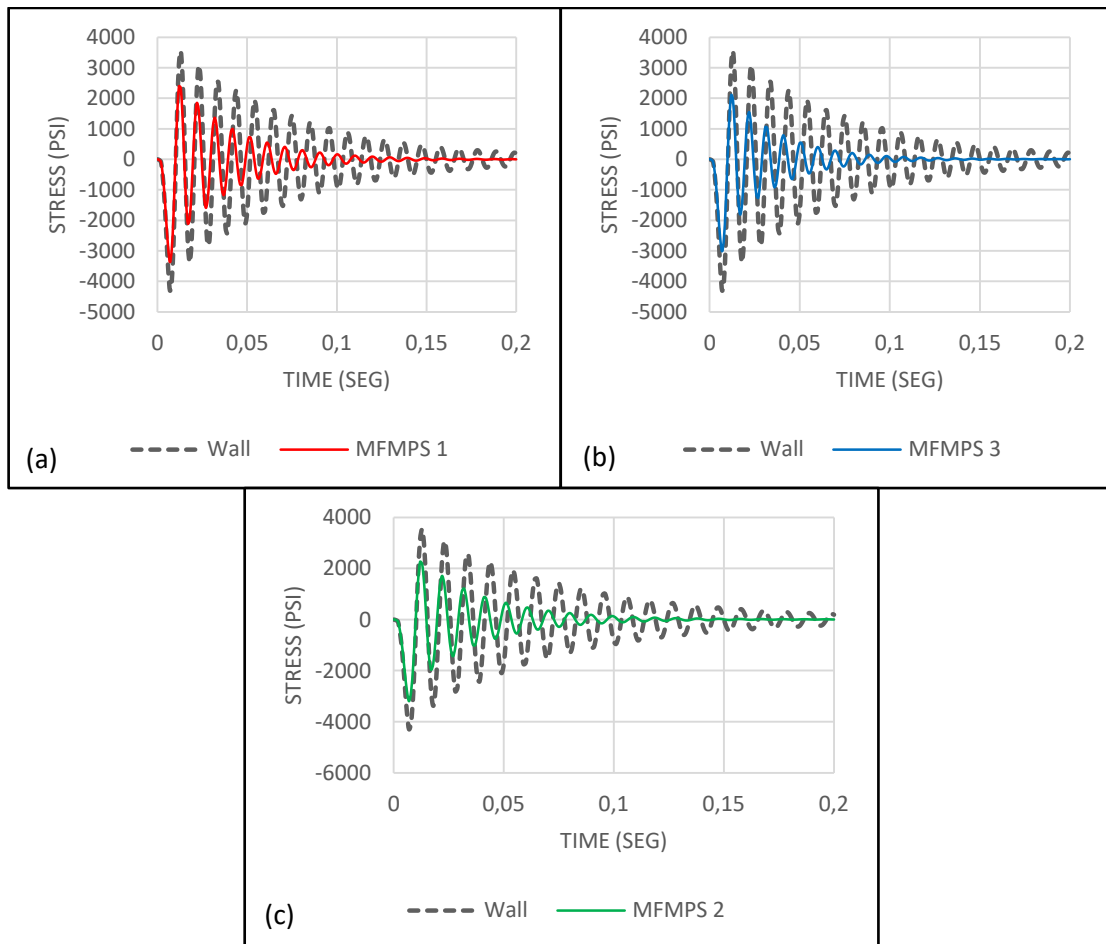 4000
3000
2000
1000
0
-1000
-2000
-3000
-4000
-5000
STRESS (PSI)
0 0,05 0,1 0,15 0,2
TIME (SEG)
Wall MFMPS 1
(a)
4000
3000
2000
1000
0
-1000
-2000
-3000
-4000
-5000
STRESS (PSI)
0 0,05 0,1 0,15 0,2
TIME (SEG)
Wall MFMPS 3
(b)
4000
2000
0
-2000
-4000
-6000
STRESS (PSI)
0 0,05 0,1 0,15 0,2
TIME (SEG)
Wall MFMPS 2
(c)